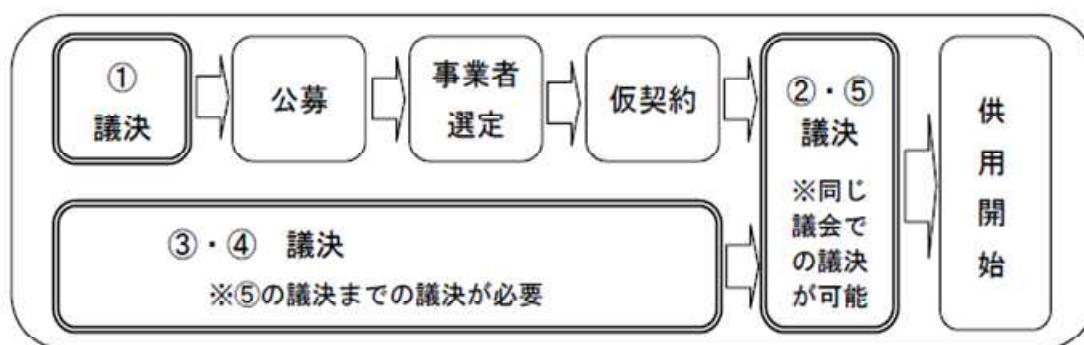 ①
議決
公募
事業者
選定
仮契約
②・⑤
議決
※同じ
議会で
の議決
が可能
供用開始
③・④ 議決
※⑤の議決までの議決が必要